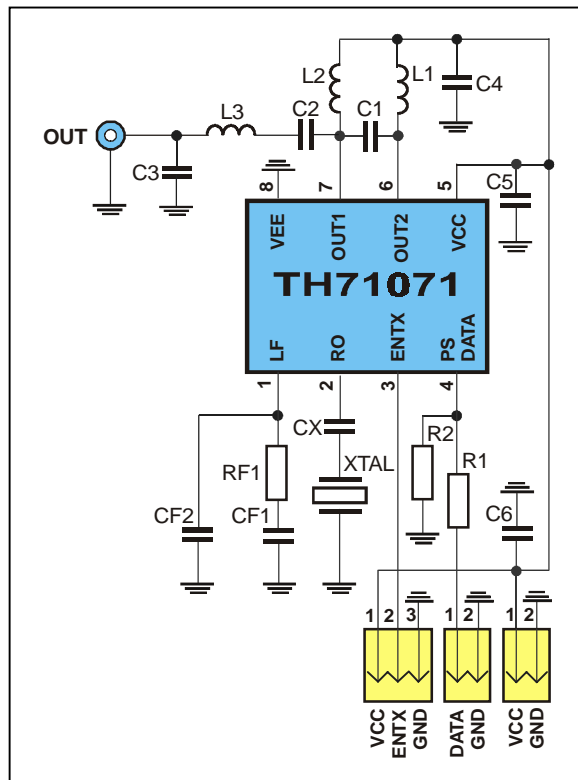 L2
L1
C4
L3
C2
C1
OUT
C3
C5
8
7
6
5
VEE
OUT1
OUT2
VCC
TH71071
LF
RO
ENTX
PS
DATA
1
2
3
4
CX
R2
RF1
XTAL
R1
CF2
CF1
C6
1 2 3
1 2
1 2
VCC
ENTX
GND
DATA
GND
VCC
GND